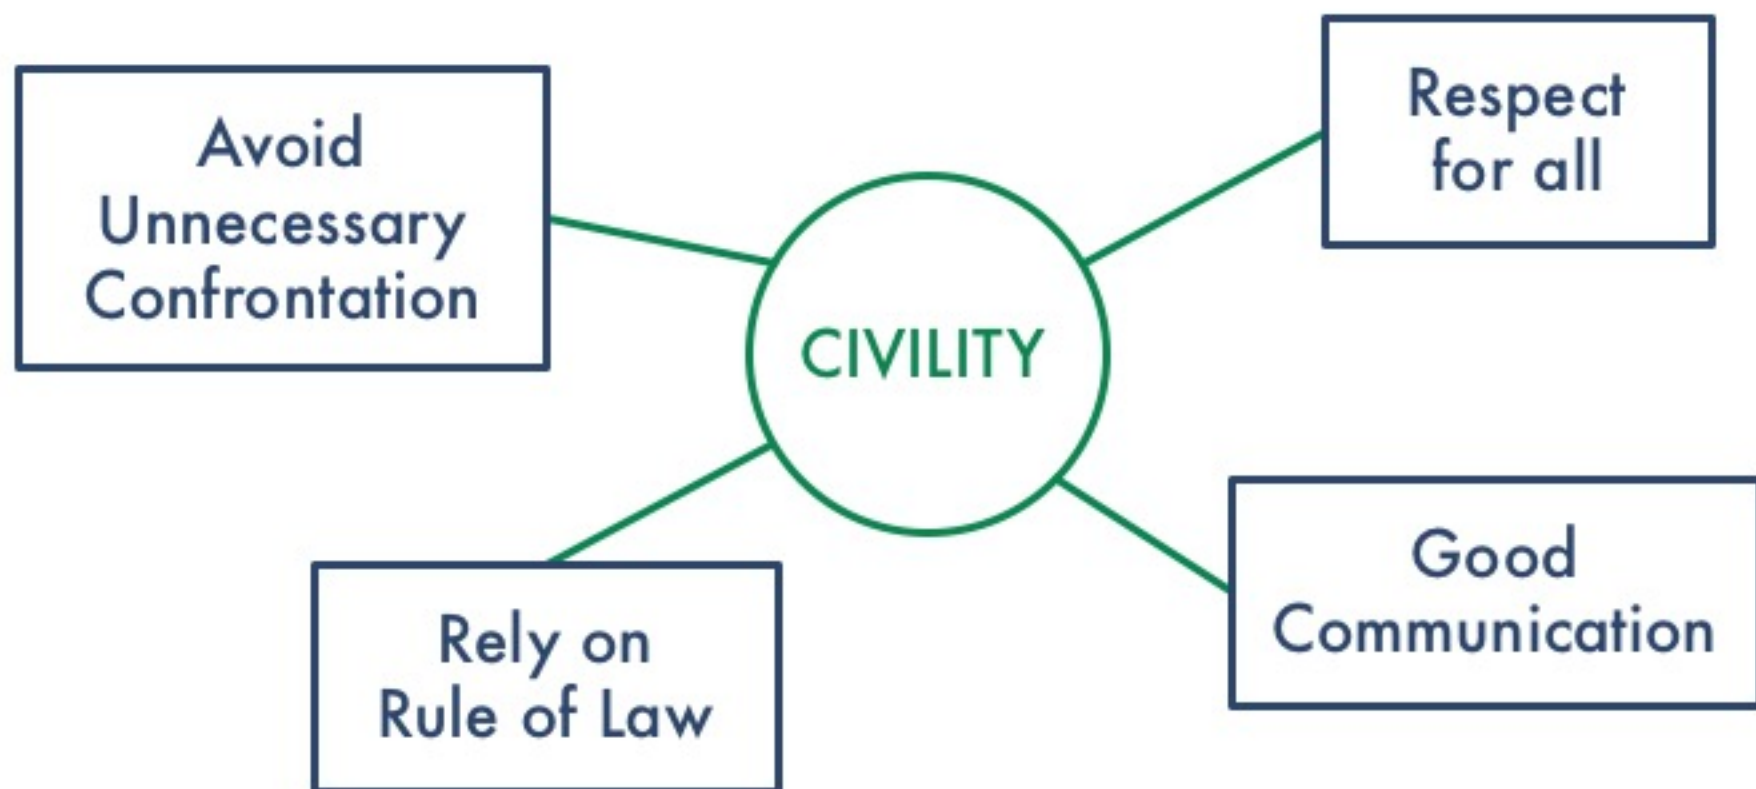 Avoid
Unnecessary
Confrontation
Respect
for all
CIVILITY
Rely on
Rule of Law
Good
Communication